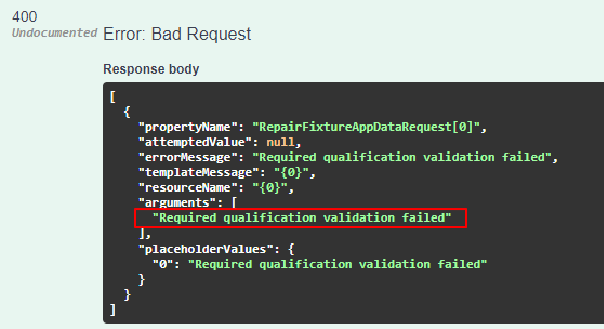 400
Undocumented Error: Bad Request
Response body
[
{
"propertyName": "RepairFixtureAppDataRequest[0]",
"attemptedValue": null,
"errorMessage": "Required qualification validation failed",
"templateMessage": "{0}",
"resourceName": "{0}",
"arguments": [
"Required qualification validation failed"
],
"placeholderValues": {
"0": "Required qualification validation failed"
}
}
]